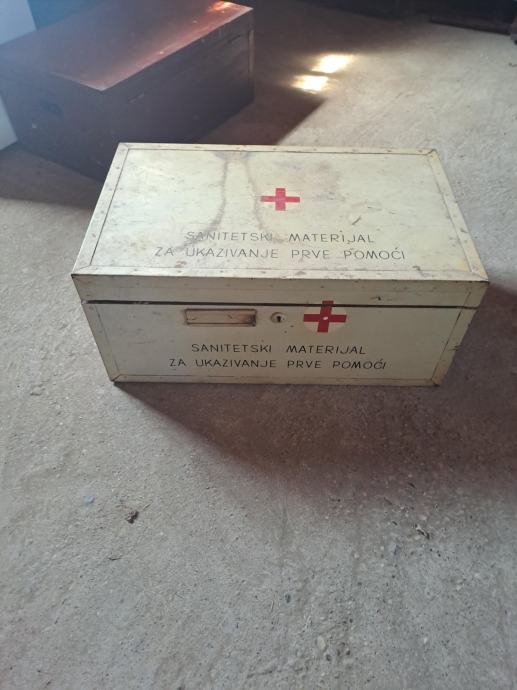 SANITETSKI MATERIJAL
ZA UKAZIVANJE PRVE POMOĆI
SANITETSKI MATERIJAL
ZA UKAZIVANJE PRVE POMOĆI